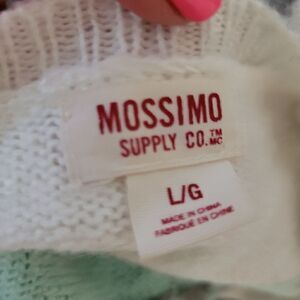 MOSSIMO
SUPPLY CO.™ MC
L/G
MADE IN CHINA
FABRIQUÉ EN CHINE